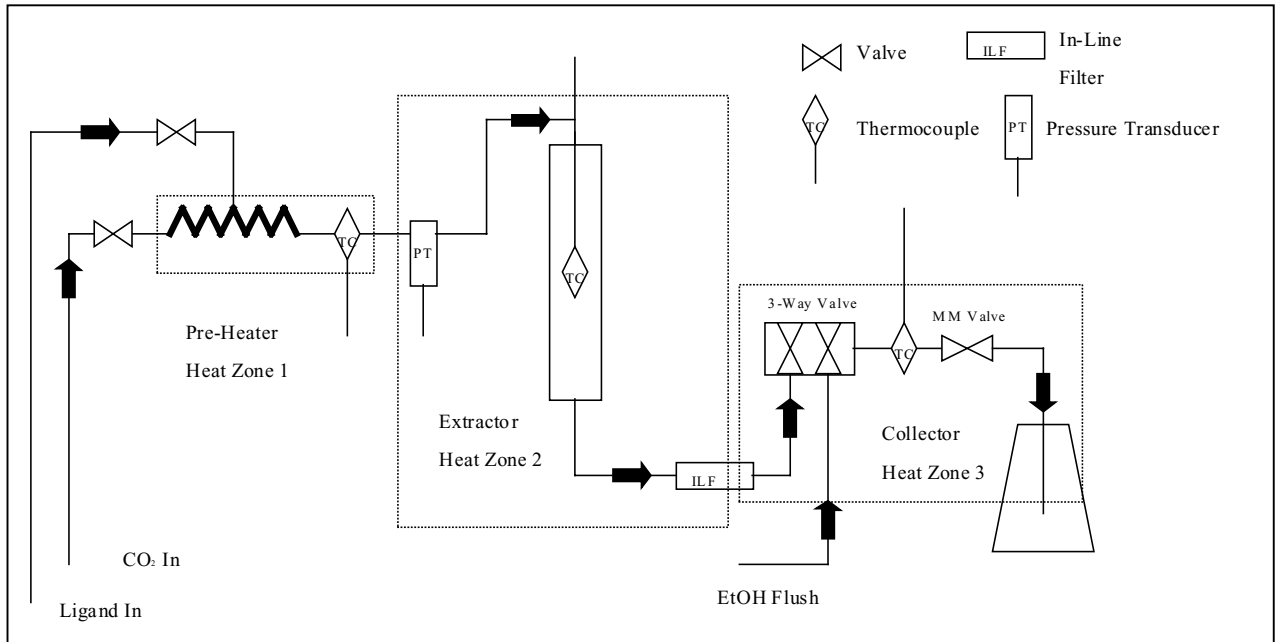 Valve
ILF
In-Line
Filter
TC
Thermocouple
PT
Pressure Transducer
TC
PT
TC
Pre-Heater
Heat Zone 1
Extractor
Heat Zone 2
ILF
3-Way Valve
TC
MM Valve
Collector
Heat Zone 3
CO₂ In
Ligand In
EtOH Flush